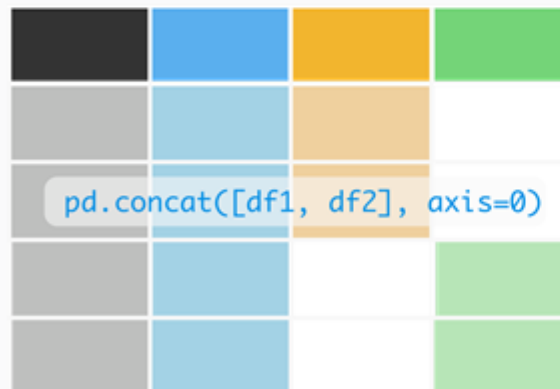 pd.concat([df1, df2], axis=0)